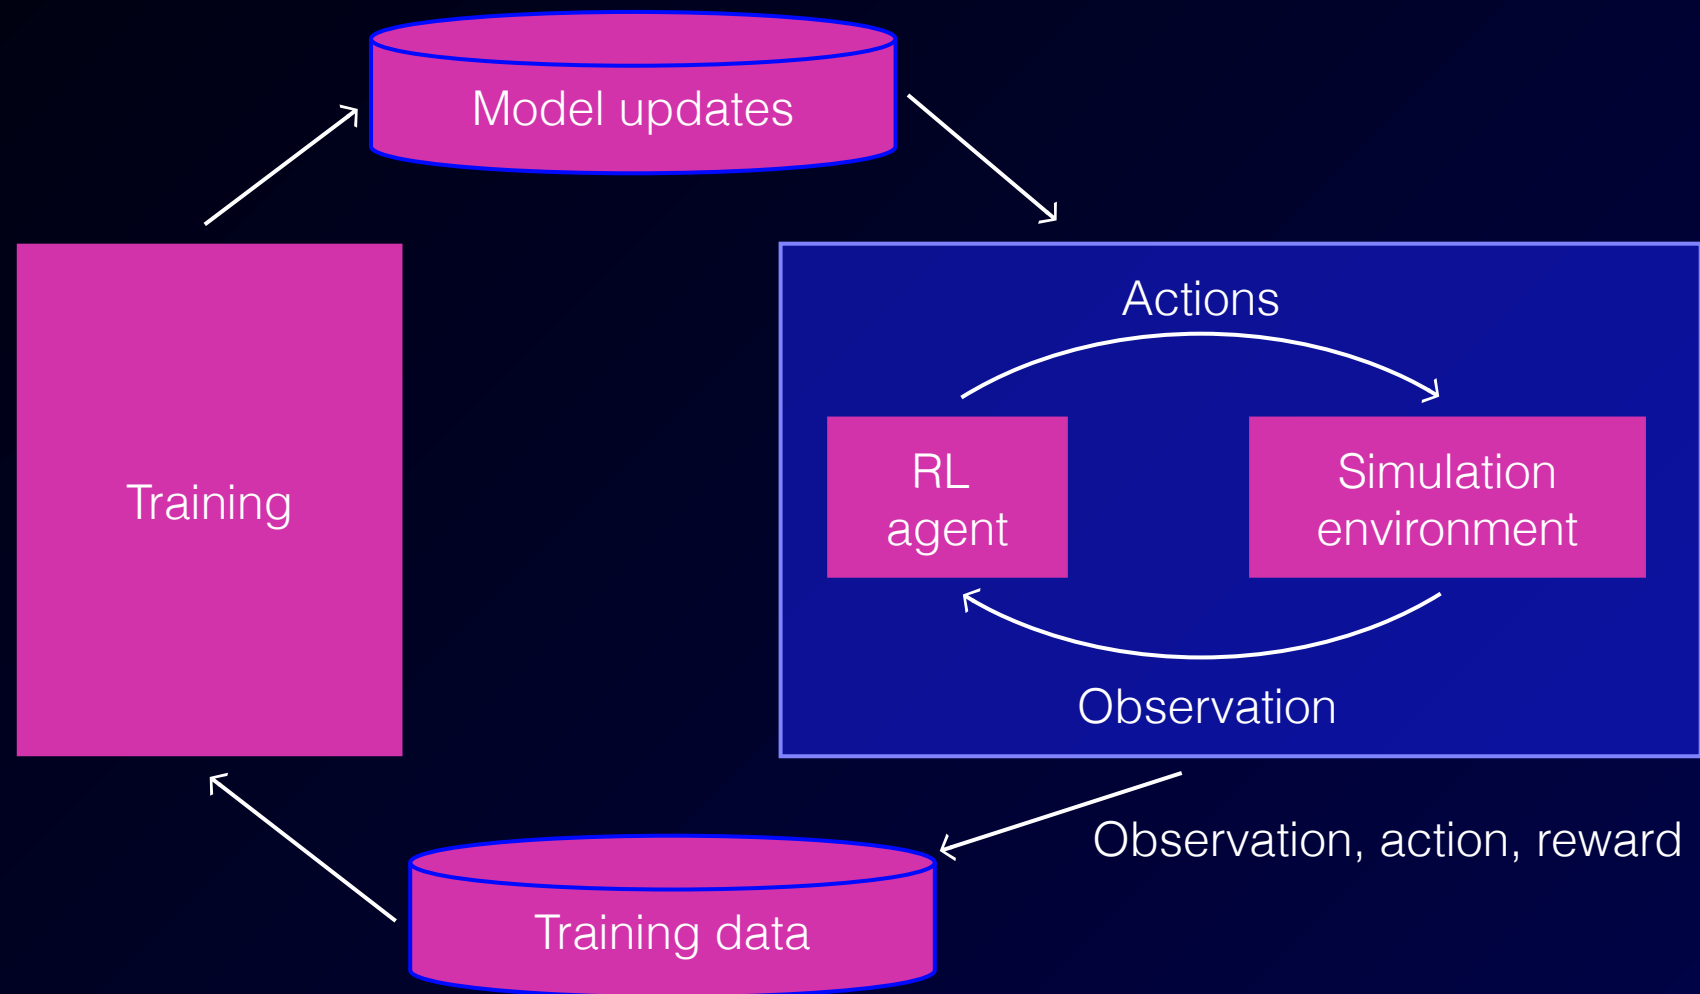 Model updates
Actions
Training
RL
agent
Simulation
environment
Observation
Observation, action, reward
Training data